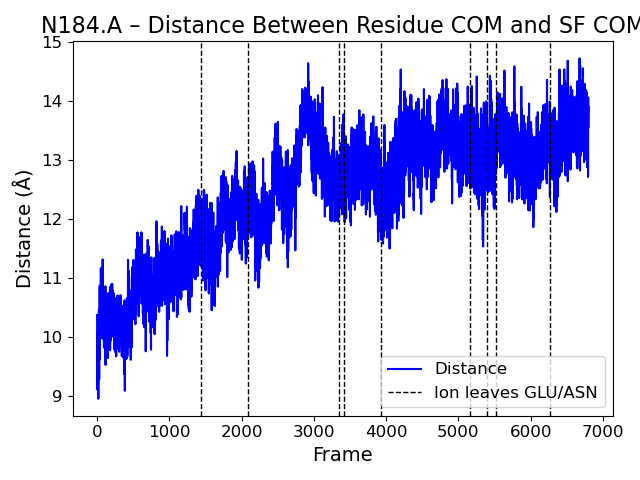 N184.A – Distance Between Residue COM and SF COM
15
14
13
12
11
10
9
Distance (Å)
Distance
Ion leaves GLU/ASN
0 1000 2000 3000 4000 5000 6000 7000
Frame